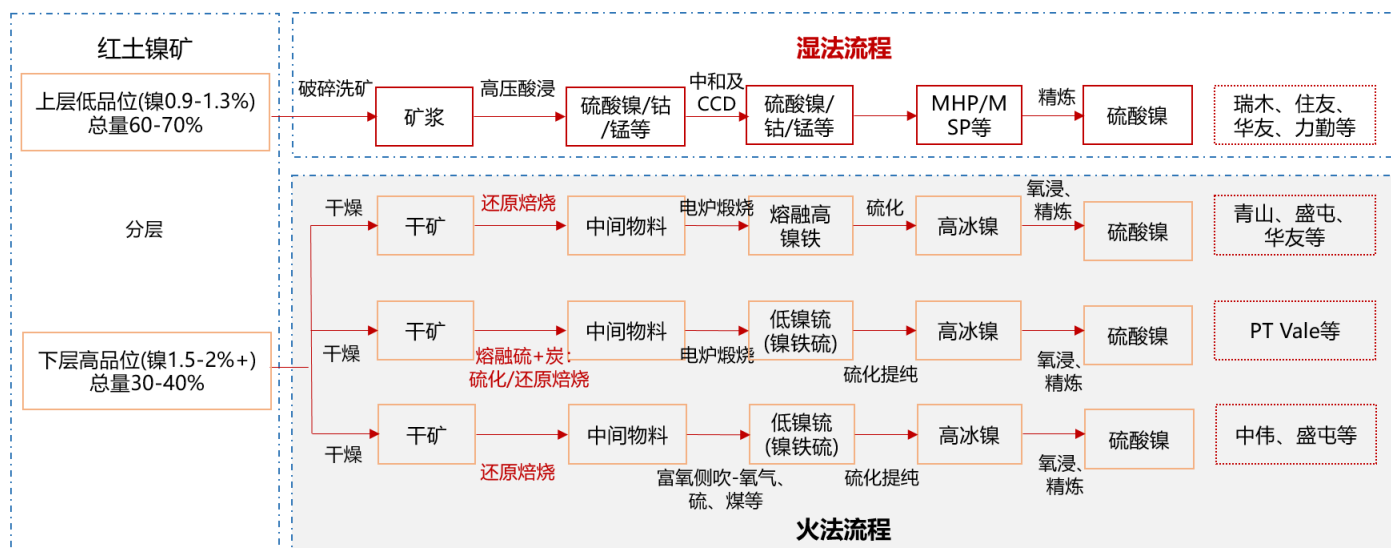 红土镍矿
上层低品位(镍0.9-1.3%)
总量60-70%
分层
下层高品位(镍1.5-2%+)
总量30-40%
湿法流程
破碎洗矿
矿浆
高压酸浸
硫酸镍/钴
/锰等
中和及
CCD
硫酸镍/
钴/锰等
MHP/M
SP等
精炼
硫酸镍
瑞木、住友、
华友、力勤等
干燥
干矿
还原焙烧
中间物料
电炉煅烧
熔融高
镍铁
硫化
高冰镍
氧浸、
精炼
硫酸镍
青山、盛屯、
华友等
干燥
干矿
熔融硫+炭：
硫化/还原焙烧
中间物料
电炉煅烧
低镍锍
(镍铁硫)
硫化提纯
高冰镍
氧浸、
精炼
硫酸镍
PT Vale等
干燥
干矿
还原焙烧
中间物料
富氧侧吹-氧气、
硫、煤等
低镍锍
(镍铁硫)
硫化提纯
高冰镍
氧浸、
精炼
硫酸镍
中伟、盛屯等
火法流程